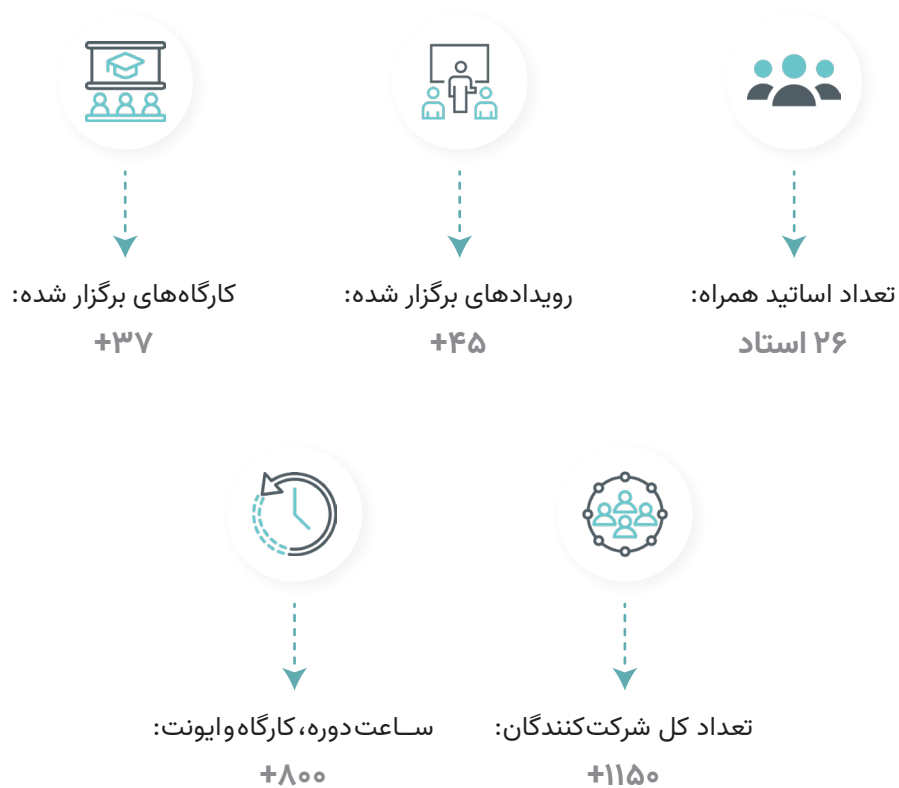 تعداد اساتید همراه:
۲۶ استاد
رویدادهای برگزار شده:
۴۵+
کارگاه‌های برگزار شده:
۳۷+
تعداد کل شرکت‌کنندگان:
۱۱۵۰+
ســاعت دوره، کارگاه و ایونت:
۸۰۰+